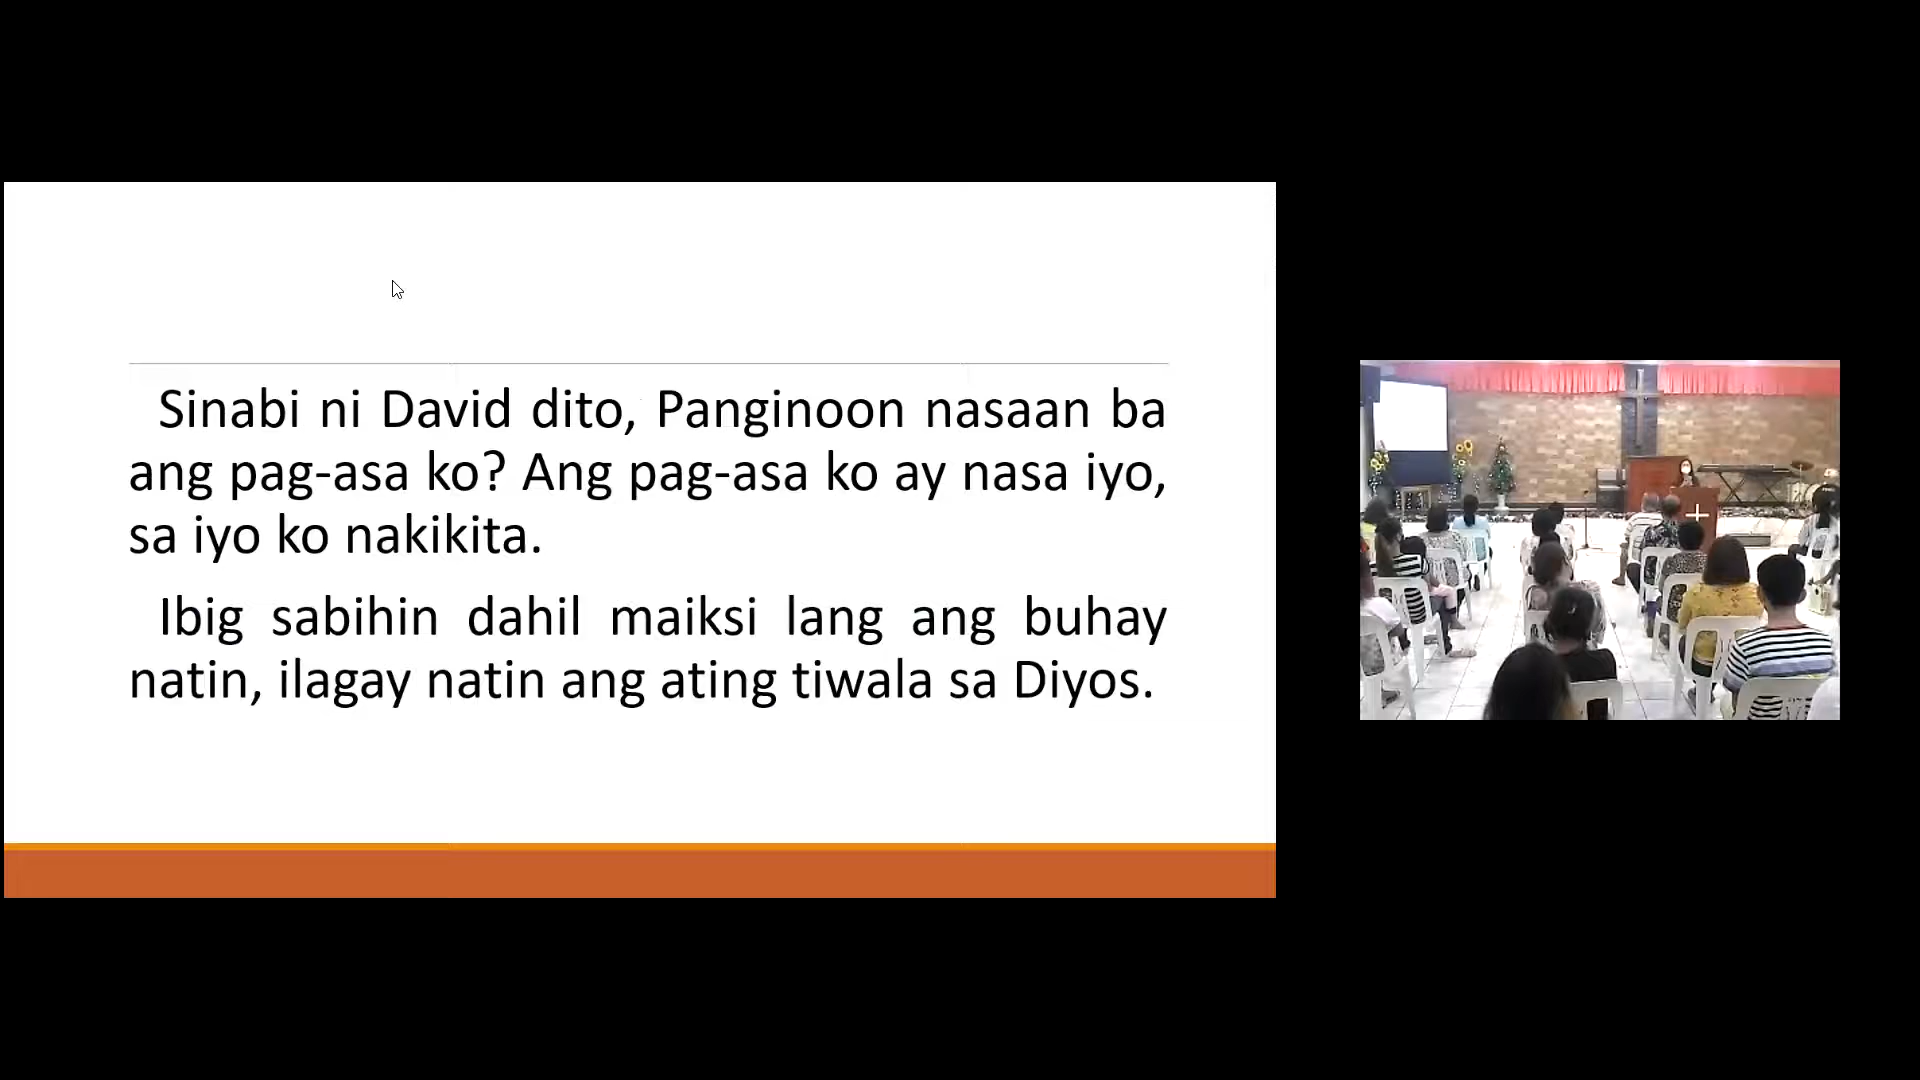 Sinabi ni David dito, Panginoon nasaan ba
ang pag-asa ko? Ang pag-asa ko ay nasa iyo,
sa iyo ko nakikita.
Ibig sabihin dahil maiksi lang ang buhay
natin, ilagay natin ang ating tiwala sa Diyos.